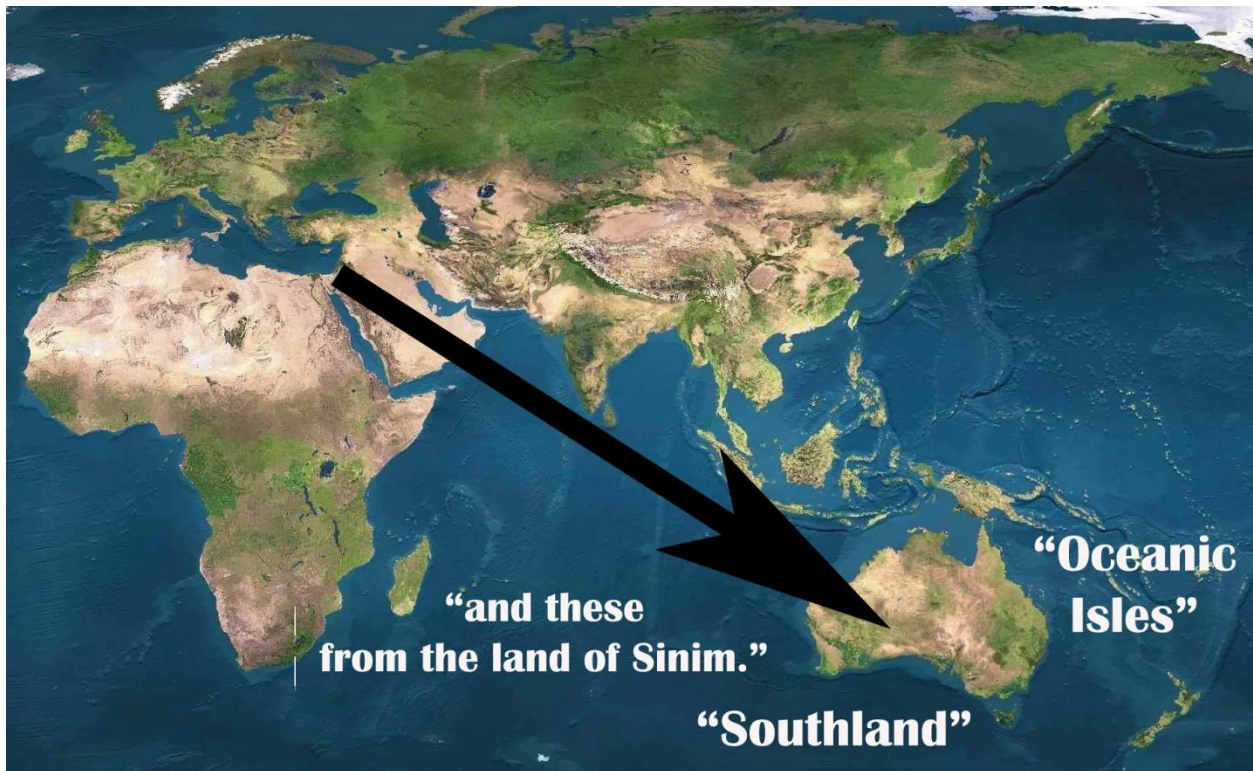 “and these
from the land of Sinim.”
“Southland”
“Oceanic
Isles”